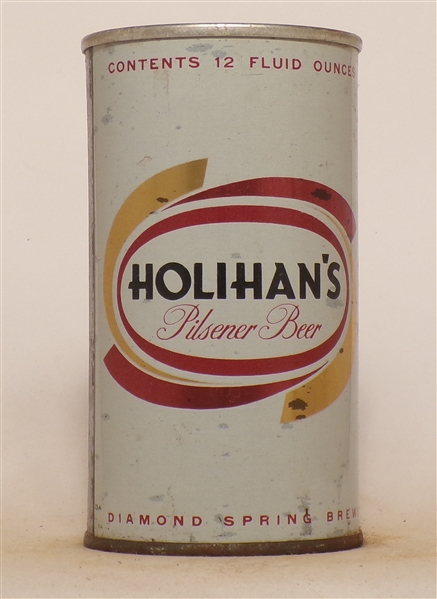 CONTENTS 12 FLUID OUNCES
HOLIHAN'S
Pilsener Beer
DIAMOND SPRING BREW